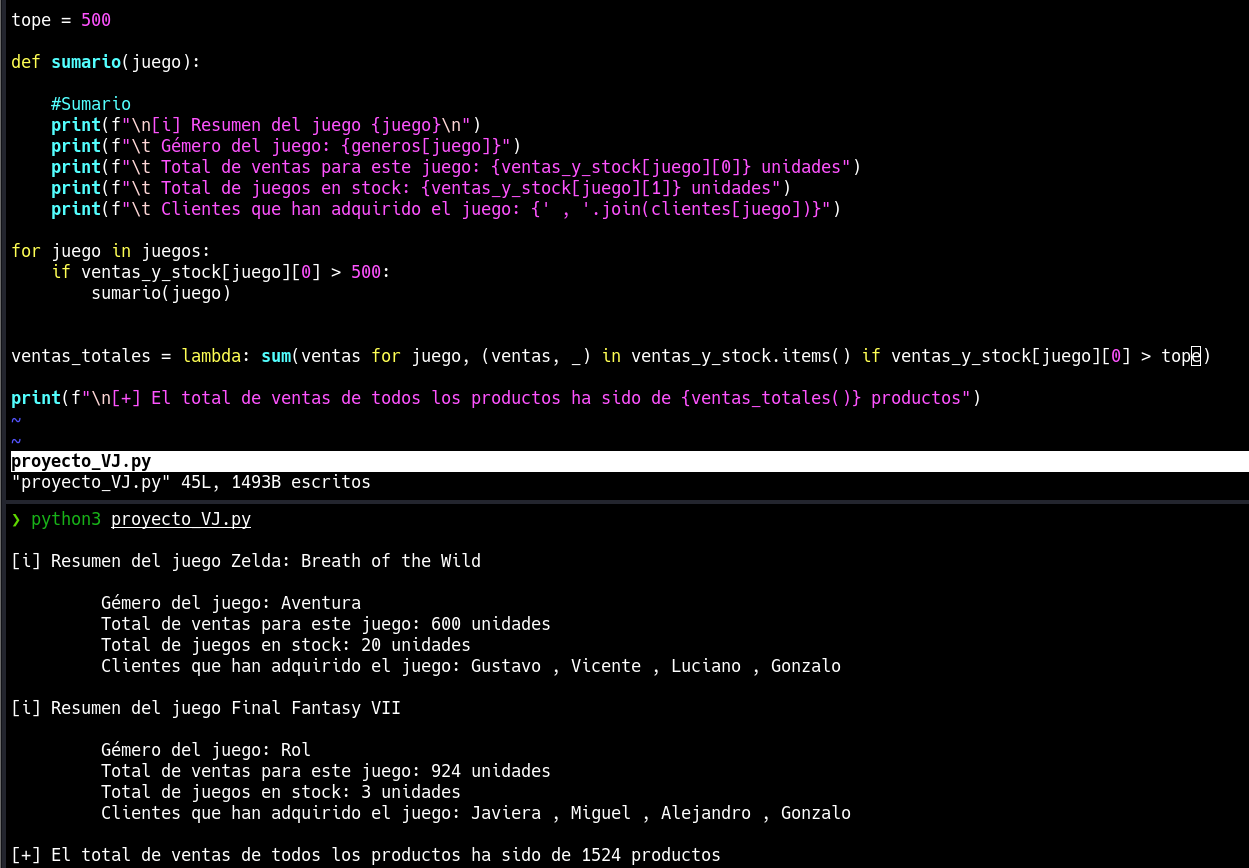 tope = 500
def sumario(juego):
    #Sumario
    print(f"\n[i] Resumen del juego {juego}\n")
    print(f"\t Gémero del juego: {generos[juego]}")
    print(f"\t Total de ventas para este juego: {ventas_y_stock[juego][0]} unidades")
    print(f"\t Total de juegos en stock: {ventas_y_stock[juego][1]} unidades")
    print(f"\t Clientes que han adquirido el juego: {' , '.join(clientes[juego])}")
for juego in juegos:
    if ventas_y_stock[juego][0] > 500:
        sumario(juego)
ventas_totales = lambda: sum(ventas for juego, (ventas, _) in ventas_y_stock.items() if ventas_y_stock[juego][0] > tope)
print(f"\n[+] El total de ventas de todos los productos ha sido de {ventas_totales()} productos")
~
~
proyecto_VJ.py
"proyecto_VJ.py" 45L, 1493B escritos
❯ python3 proyecto_VJ.py
[i] Resumen del juego Zelda: Breath of the Wild
         Gémero del juego: Aventura
         Total de ventas para este juego: 600 unidades
         Total de juegos en stock: 20 unidades
         Clientes que han adquirido el juego: Gustavo , Vicente , Luciano , Gonzalo
[i] Resumen del juego Final Fantasy VII
         Gémero del juego: Rol
         Total de ventas para este juego: 924 unidades
         Total de juegos en stock: 3 unidades
         Clientes que han adquirido el juego: Javiera , Miguel , Alejandro , Gonzalo
[+] El total de ventas de todos los productos ha sido de 1524 productos